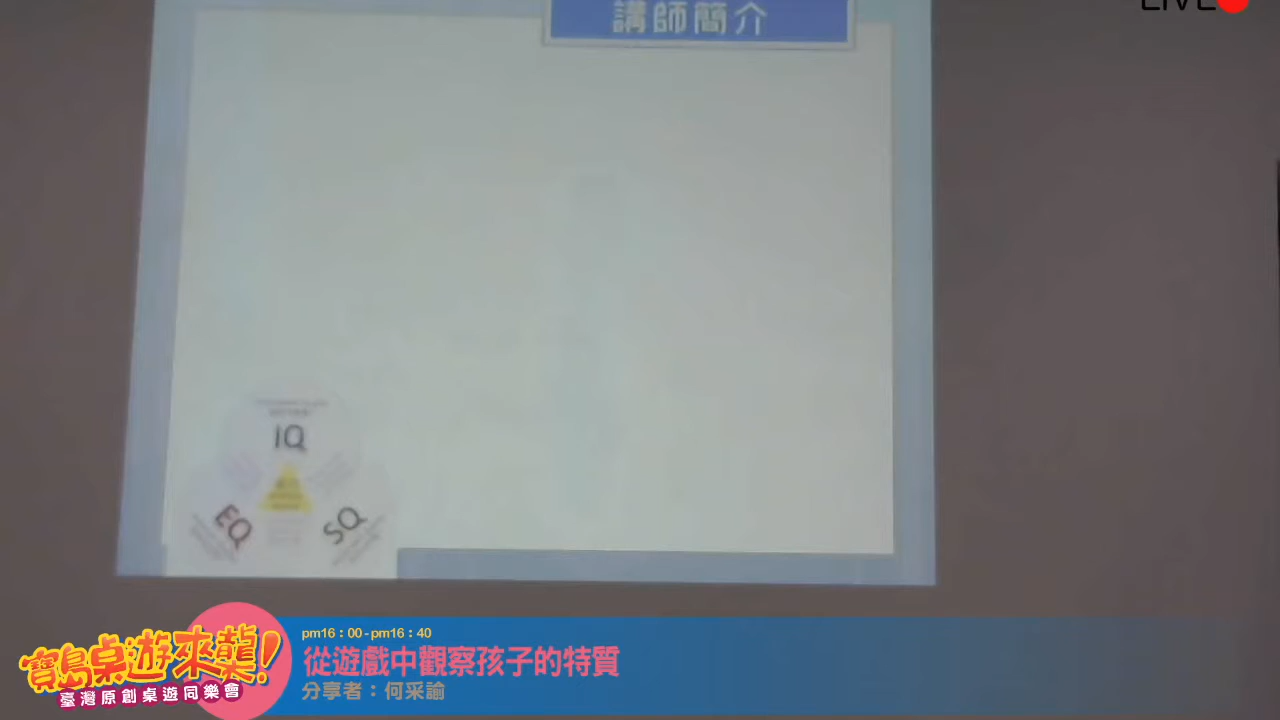 LIVE
講師簡介
IQ
EQ
SQ
pm16：00-pm16：40
從遊戲中觀察孩子的特質
分享者：何采諭
寶島桌遊來襲！
臺灣原創桌遊同樂會